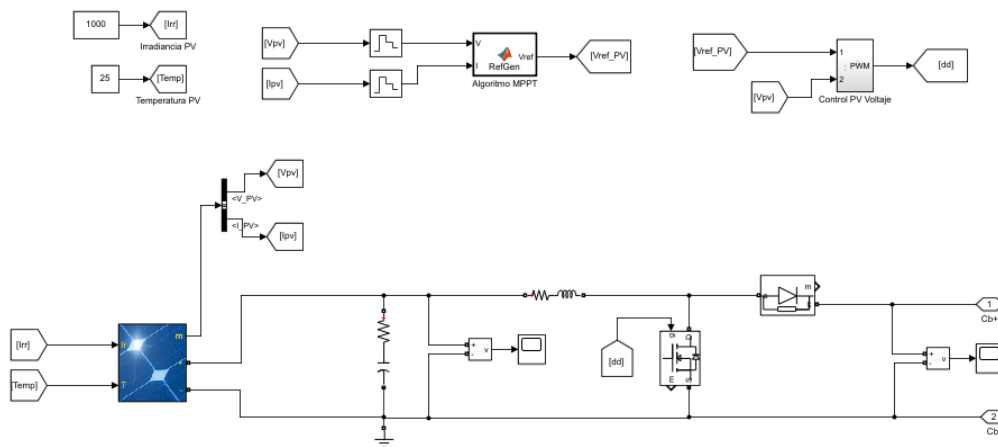 1000
[Irr]
Irradiancia PV
25
[Temp]
Temperatura PV
[Vpv]
[Ipv]
V
I
Vref
RefGen
Algoritmo MPPT
[Vref_PV]
[Vref_PV]
[Vpv]
1
2
PWM
Control PV Voltaje
[dd]
[Vpv]
<V_PV>
<I_PV>
[Ipv]
[Irr]
[Temp]
Ir
T
m
+
-
+
-
v
[dd]
g
D
E
S
a
k
m
+
-
v
1
Cb+
2
Cb